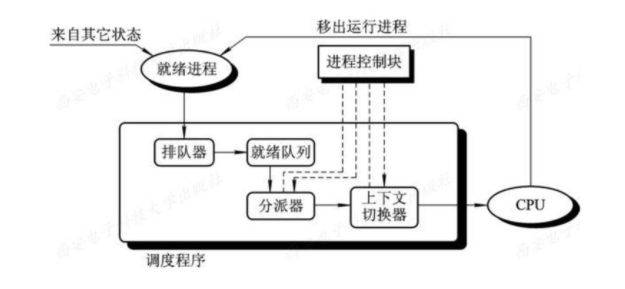 来自其它状态
移出运行进程
就绪进程
进程控制块
排队器
就绪队列
分派器
上下文
切换器
CPU
调度程序